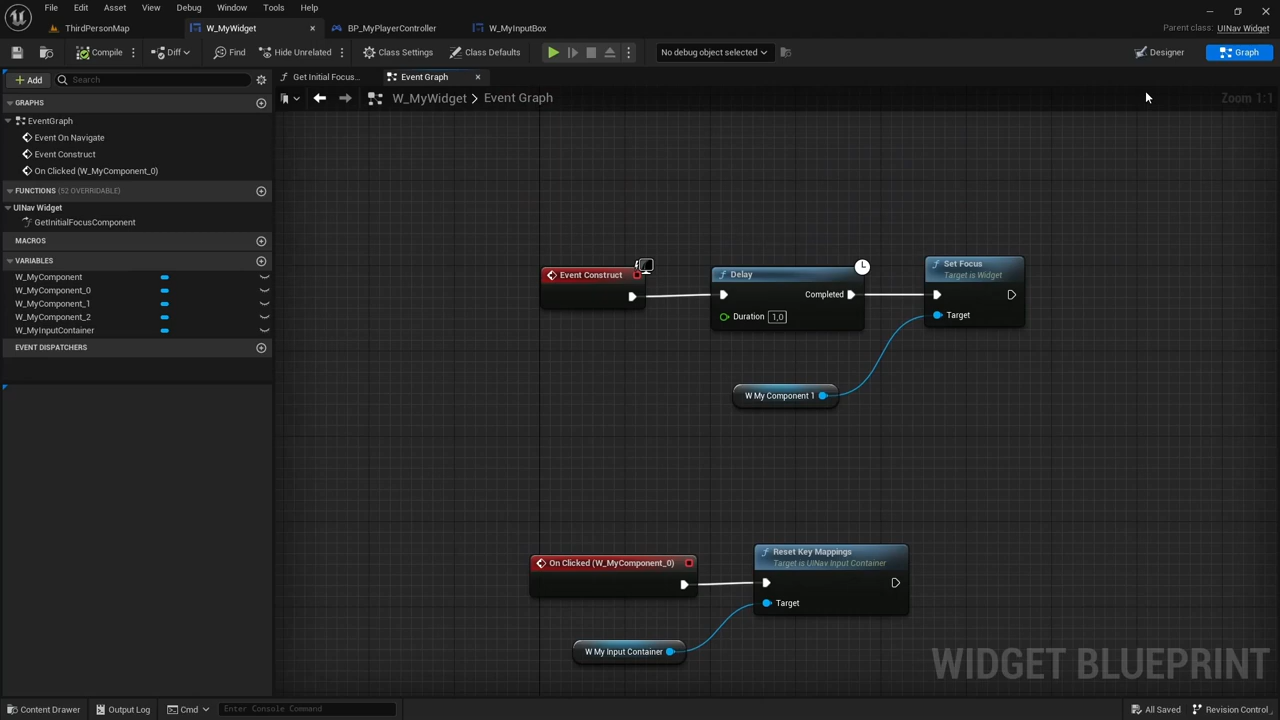 File Edit Asset View Debug Window Tools Help
ThirdPersonMap W_MyWidget BP_MyPlayerController W_MyInputBox
Parent class: UINav Widget
Compile Diff Find Hide Unrelated Class Settings Class Defaults No debug object selected Designer Graph
Add Search Get Initial Focus... Event Graph
GRAPHS
W_MyWidget > Event Graph
Zoom 1:1
EventGraph
Event On Navigate
Event Construct
On Clicked (W_MyComponent_0)
FUNCTIONS (52 OVERRIDABLE)
UINav Widget
GetInitialFocusComponent
MACROS
VARIABLES
W_MyComponent
W_MyComponent_0
W_MyComponent_1
W_MyComponent_2
W_MyInputContainer
EVENT DISPATCHERS
Event Construct
Delay
Completed
Duration 1,0
Set Focus
Target is Widget
Target
W My Component 1
On Clicked (W_MyComponent_0)
Reset Key Mappings
Target is UINav Input Container
Target
W My Input Container
WIDGET BLUEPRINT
Content Drawer Output Log Cmd Enter Console Command All Saved Revision Control